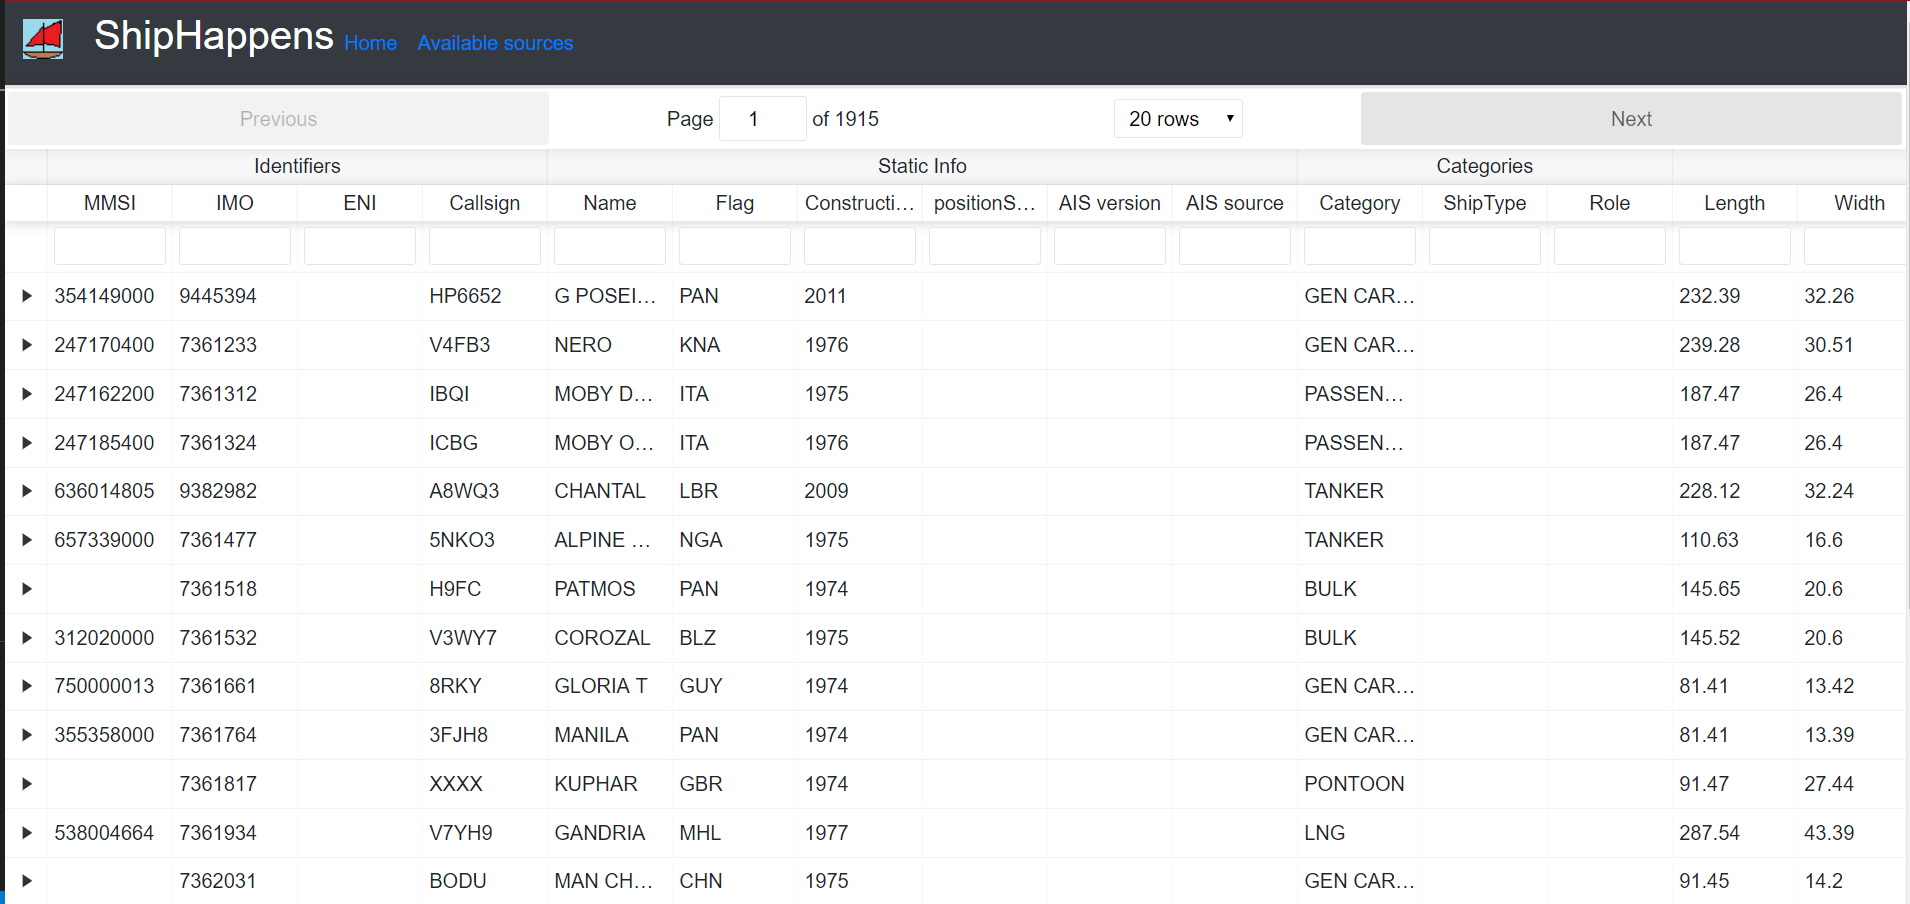 ShipHappens Home Available sources
Previous Page 1 of 1915 20 rows Next
Identifiers Static Info Categories
MMSI IMO ENI Callsign Name Flag Constructi... positionS... AIS version AIS source Category ShipType Role Length Width
354149000 9445394 HP6652 G POSEI... PAN 2011 GEN CAR... 232.39 32.26
247170400 7361233 V4FB3 NERO KNA 1976 GEN CAR... 239.28 30.51
247162200 7361312 IBQI MOBY D... ITA 1975 PASSEN... 187.47 26.4
247185400 7361324 ICBG MOBY O... ITA 1976 PASSEN... 187.47 26.4
636014805 9382982 A8WQ3 CHANTAL LBR 2009 TANKER 228.12 32.24
657339000 7361477 5NKO3 ALPINE ... NGA 1975 TANKER 110.63 16.6
7361518 H9FC PATMOS PAN 1974 BULK 145.65 20.6
312020000 7361532 V3WY7 COROZAL BLZ 1975 BULK 145.52 20.6
750000013 7361661 8RKY GLORIA T GUY 1974 GEN CAR... 81.41 13.42
355358000 7361764 3FJH8 MANILA PAN 1974 GEN CAR... 81.41 13.39
7361817 XXXX KUPHAR GBR 1974 PONTOON 91.47 27.44
538004664 7361934 V7YH9 GANDRIA MHL 1977 LNG 287.54 43.39
7362031 BODU MAN CH... CHN 1975 GEN CAR... 91.45 14.2